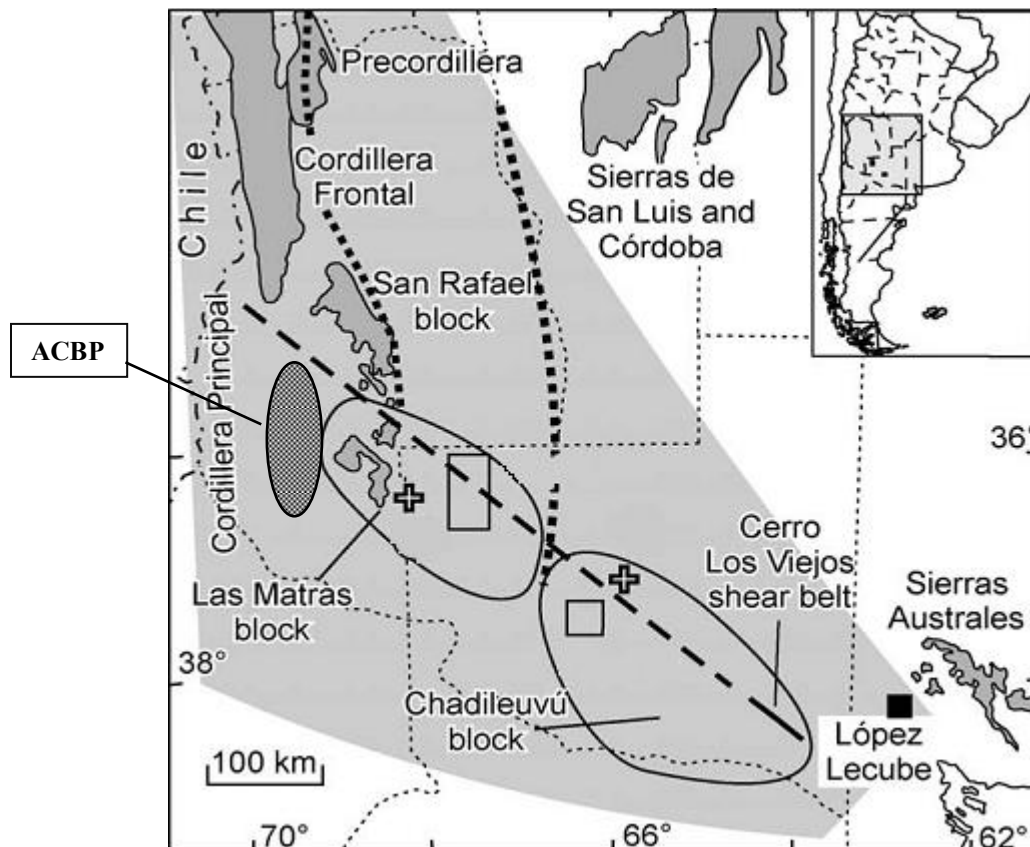 Precordillera
Chile
Cordillera
Frontal
Sierras de
San Luis and
Córdoba
San Rafael
block
ACBP
Cordillera Principal
36°
Cerro
Los Viejos
shear belt
Las Matras
block
Sierras
Australes
38°
Chadileuvú
block
López
Lecube
100 km
70°
66°
62°